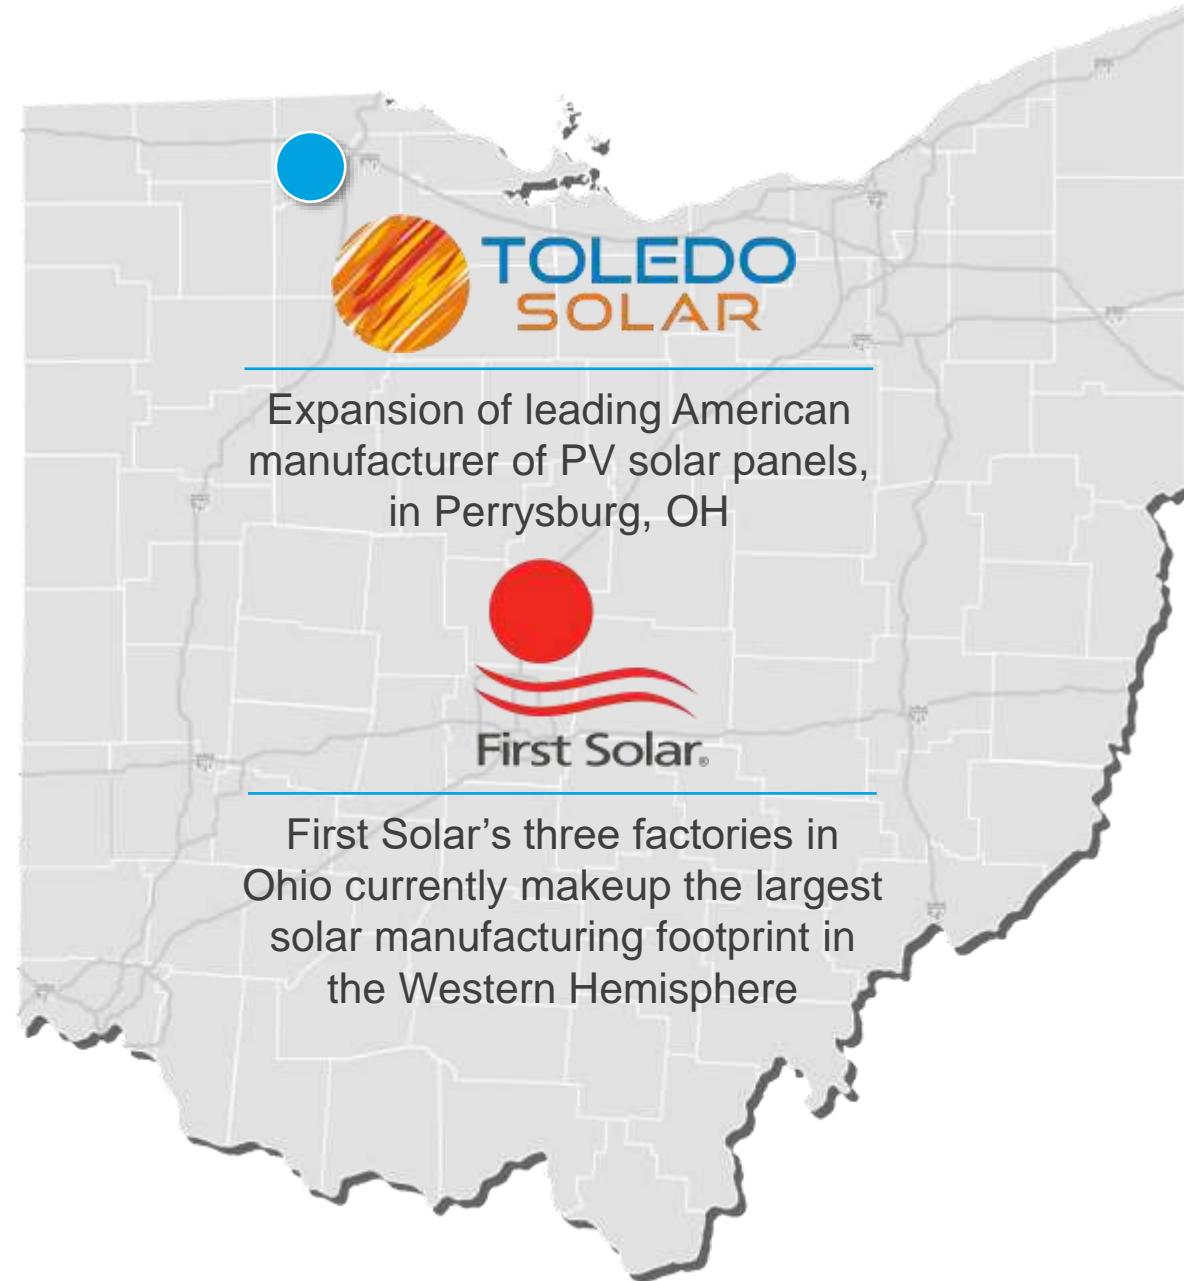 TOLEDO
SOLAR
Expansion of leading American
manufacturer of PV solar panels,
in Perrysburg, OH
First Solar®
First Solar’s three factories in
Ohio currently makeup the largest
solar manufacturing footprint in
the Western Hemisphere